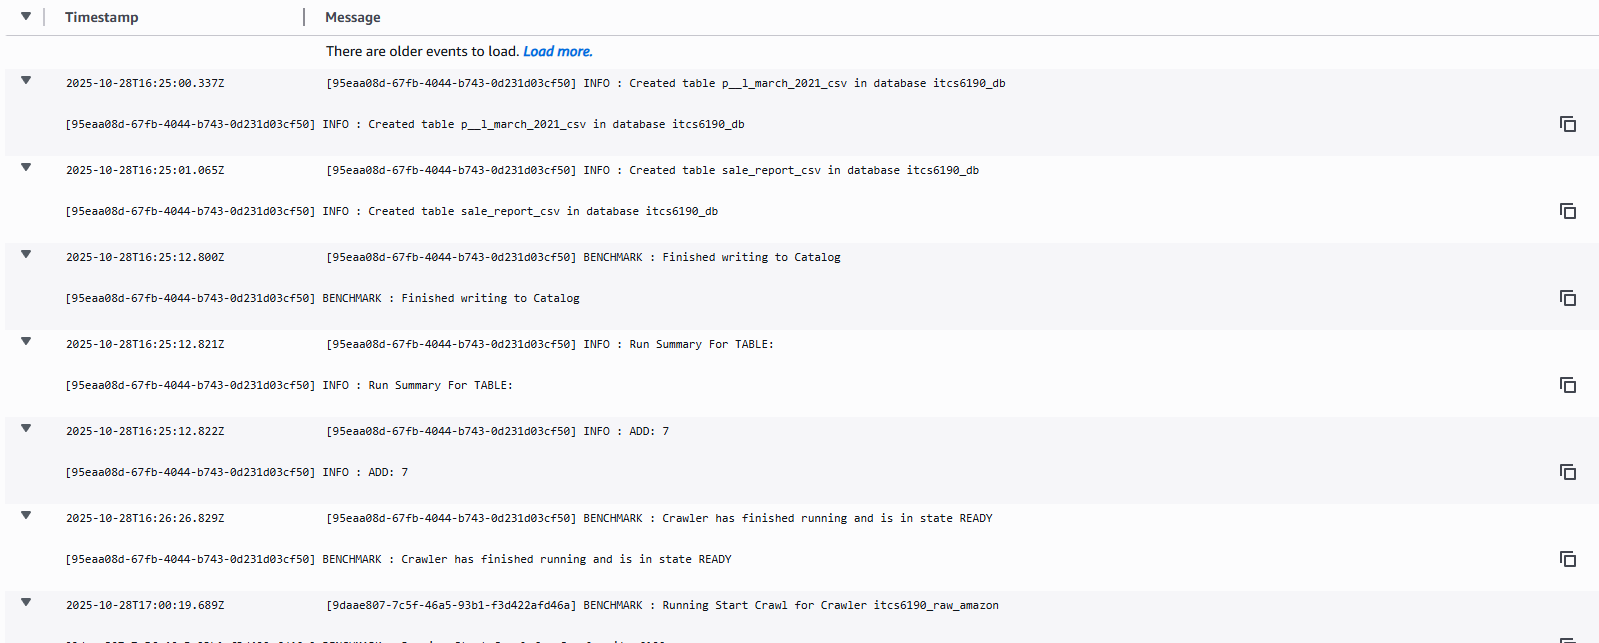 Timestamp Message
There are older events to load. Load more.
2025-10-28T16:25:00.337Z [95eaa08d-67fb-4044-b743-0d231d03cf50] INFO : Created table p__l_march_2021_csv in database itcs6190_db
[95eaa08d-67fb-4044-b743-0d231d03cf50] INFO : Created table p__l_march_2021_csv in database itcs6190_db
2025-10-28T16:25:01.065Z [95eaa08d-67fb-4044-b743-0d231d03cf50] INFO : Created table sale_report_csv in database itcs6190_db
[95eaa08d-67fb-4044-b743-0d231d03cf50] INFO : Created table sale_report_csv in database itcs6190_db
2025-10-28T16:25:12.800Z [95eaa08d-67fb-4044-b743-0d231d03cf50] BENCHMARK : Finished writing to Catalog
[95eaa08d-67fb-4044-b743-0d231d03cf50] BENCHMARK : Finished writing to Catalog
2025-10-28T16:25:12.821Z [95eaa08d-67fb-4044-b743-0d231d03cf50] INFO : Run Summary For TABLE:
[95eaa08d-67fb-4044-b743-0d231d03cf50] INFO : Run Summary For TABLE:
2025-10-28T16:25:12.822Z [95eaa08d-67fb-4044-b743-0d231d03cf50] INFO : ADD: 7
[95eaa08d-67fb-4044-b743-0d231d03cf50] INFO : ADD: 7
2025-10-28T16:26:26.829Z [95eaa08d-67fb-4044-b743-0d231d03cf50] BENCHMARK : Crawler has finished running and is in state READY
[95eaa08d-67fb-4044-b743-0d231d03cf50] BENCHMARK : Crawler has finished running and is in state READY
2025-10-28T17:00:19.689Z [9daae807-7c5f-46a5-93b1-f3d422afd46a] BENCHMARK : Running Start Crawl for Crawler itcs6190_raw_amazon